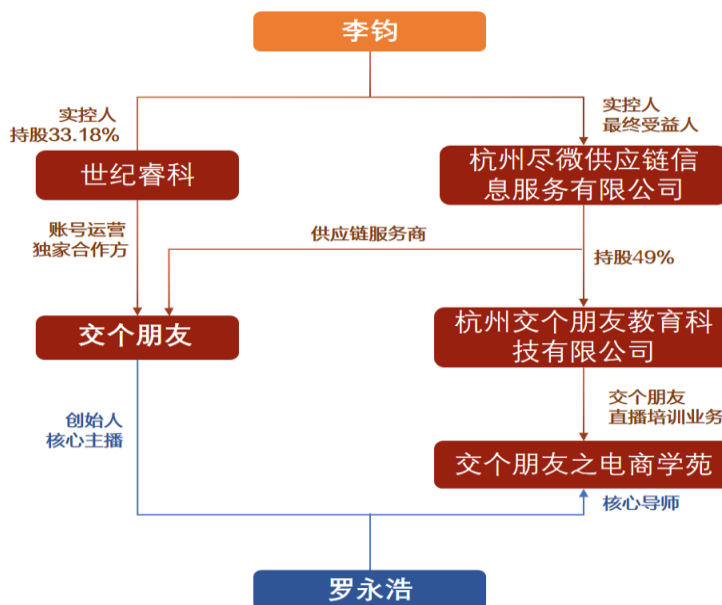 李钧
实控人
持股33.18%
实控人
最终受益人
世纪睿科
杭州尽微供应链信
息服务有限公司
账号运营
独家合作方
供应链服务商
持股49%
交个朋友
杭州交个朋友教育科
技有限公司
创始人
核心主播
交个朋友
直播培训业务
交个朋友之电商学苑
核心导师
罗永浩